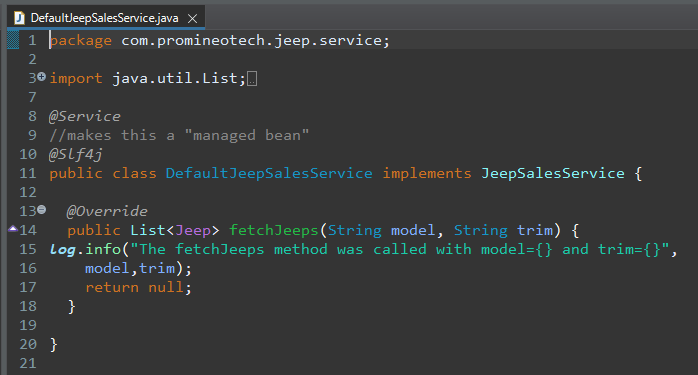 DefaultJeepSalesService.java
1 package com.promineotech.jeep.service;
2
3 import java.util.List;
7
8 @Service
9 //makes this a "managed bean"
10 @Slf4j
11 public class DefaultJeepSalesService implements JeepSalesService {
12
13 @Override
14 public List<Jeep> fetchJeeps(String model, String trim) {
15 log.info("The fetchJeeps method was called with model={} and trim={}",
16 model,trim);
17 return null;
18 }
19
20 }
21